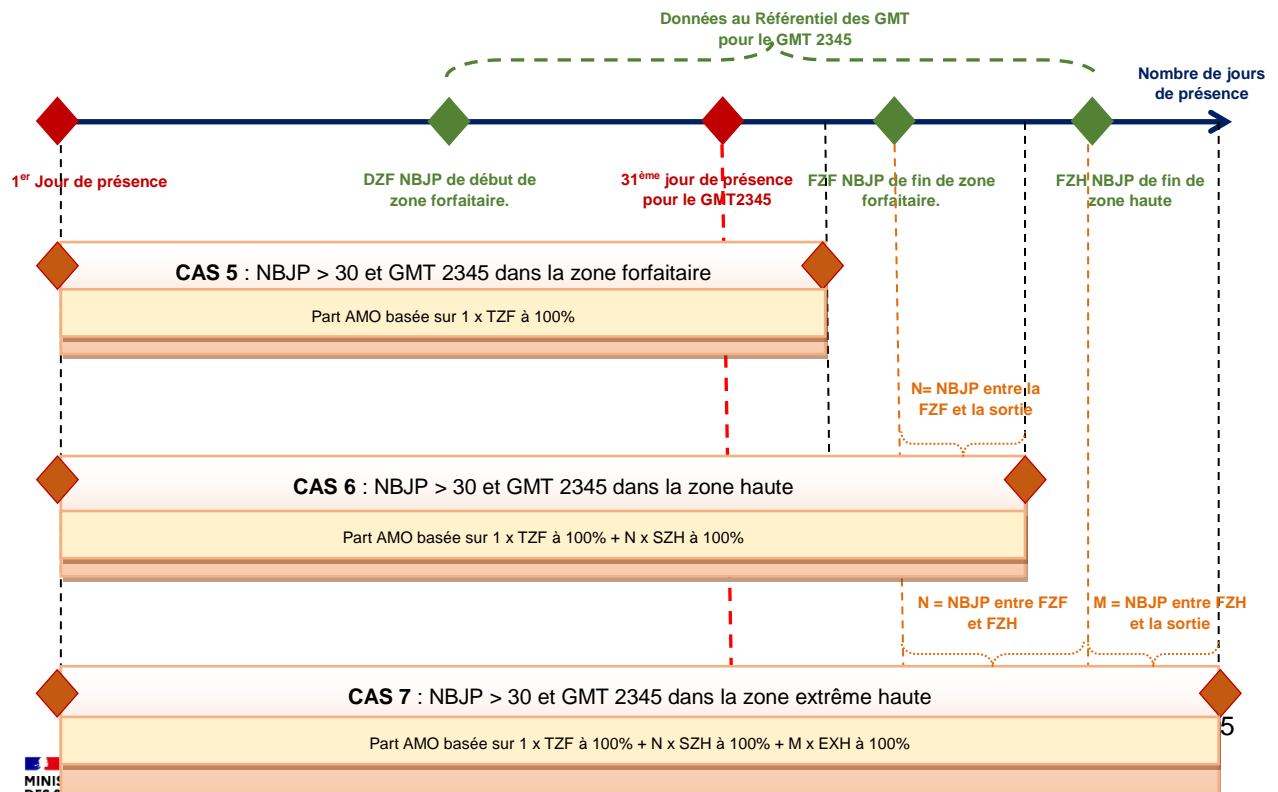 Données au Référentiel des GMT
pour le GMT 2345
Nombre de jours
de présence
1er Jour de présence
DZF NBJP de début de
zone forfaitaire.
31ème jour de présence
pour le GMT2345
FZF NBJP de fin de zone
forfaitaire.
FZH NBJP de fin de
zone haute
CAS 5 : NBJP > 30 et GMT 2345 dans la zone forfaitaire
Part AMO basée sur 1 x TZF à 100%
N= NBJP entre la
FZF et la sortie
CAS 6 : NBJP > 30 et GMT 2345 dans la zone haute
Part AMO basée sur 1 x TZF à 100% + N x SZH à 100%
N = NBJP entre FZF
et FZH
M = NBJP entre FZH
et la sortie
CAS 7 : NBJP > 30 et GMT 2345 dans la zone extrême haute
5
Part AMO basée sur 1 x TZF à 100% + N x SZH à 100% + M x EXH à 100%